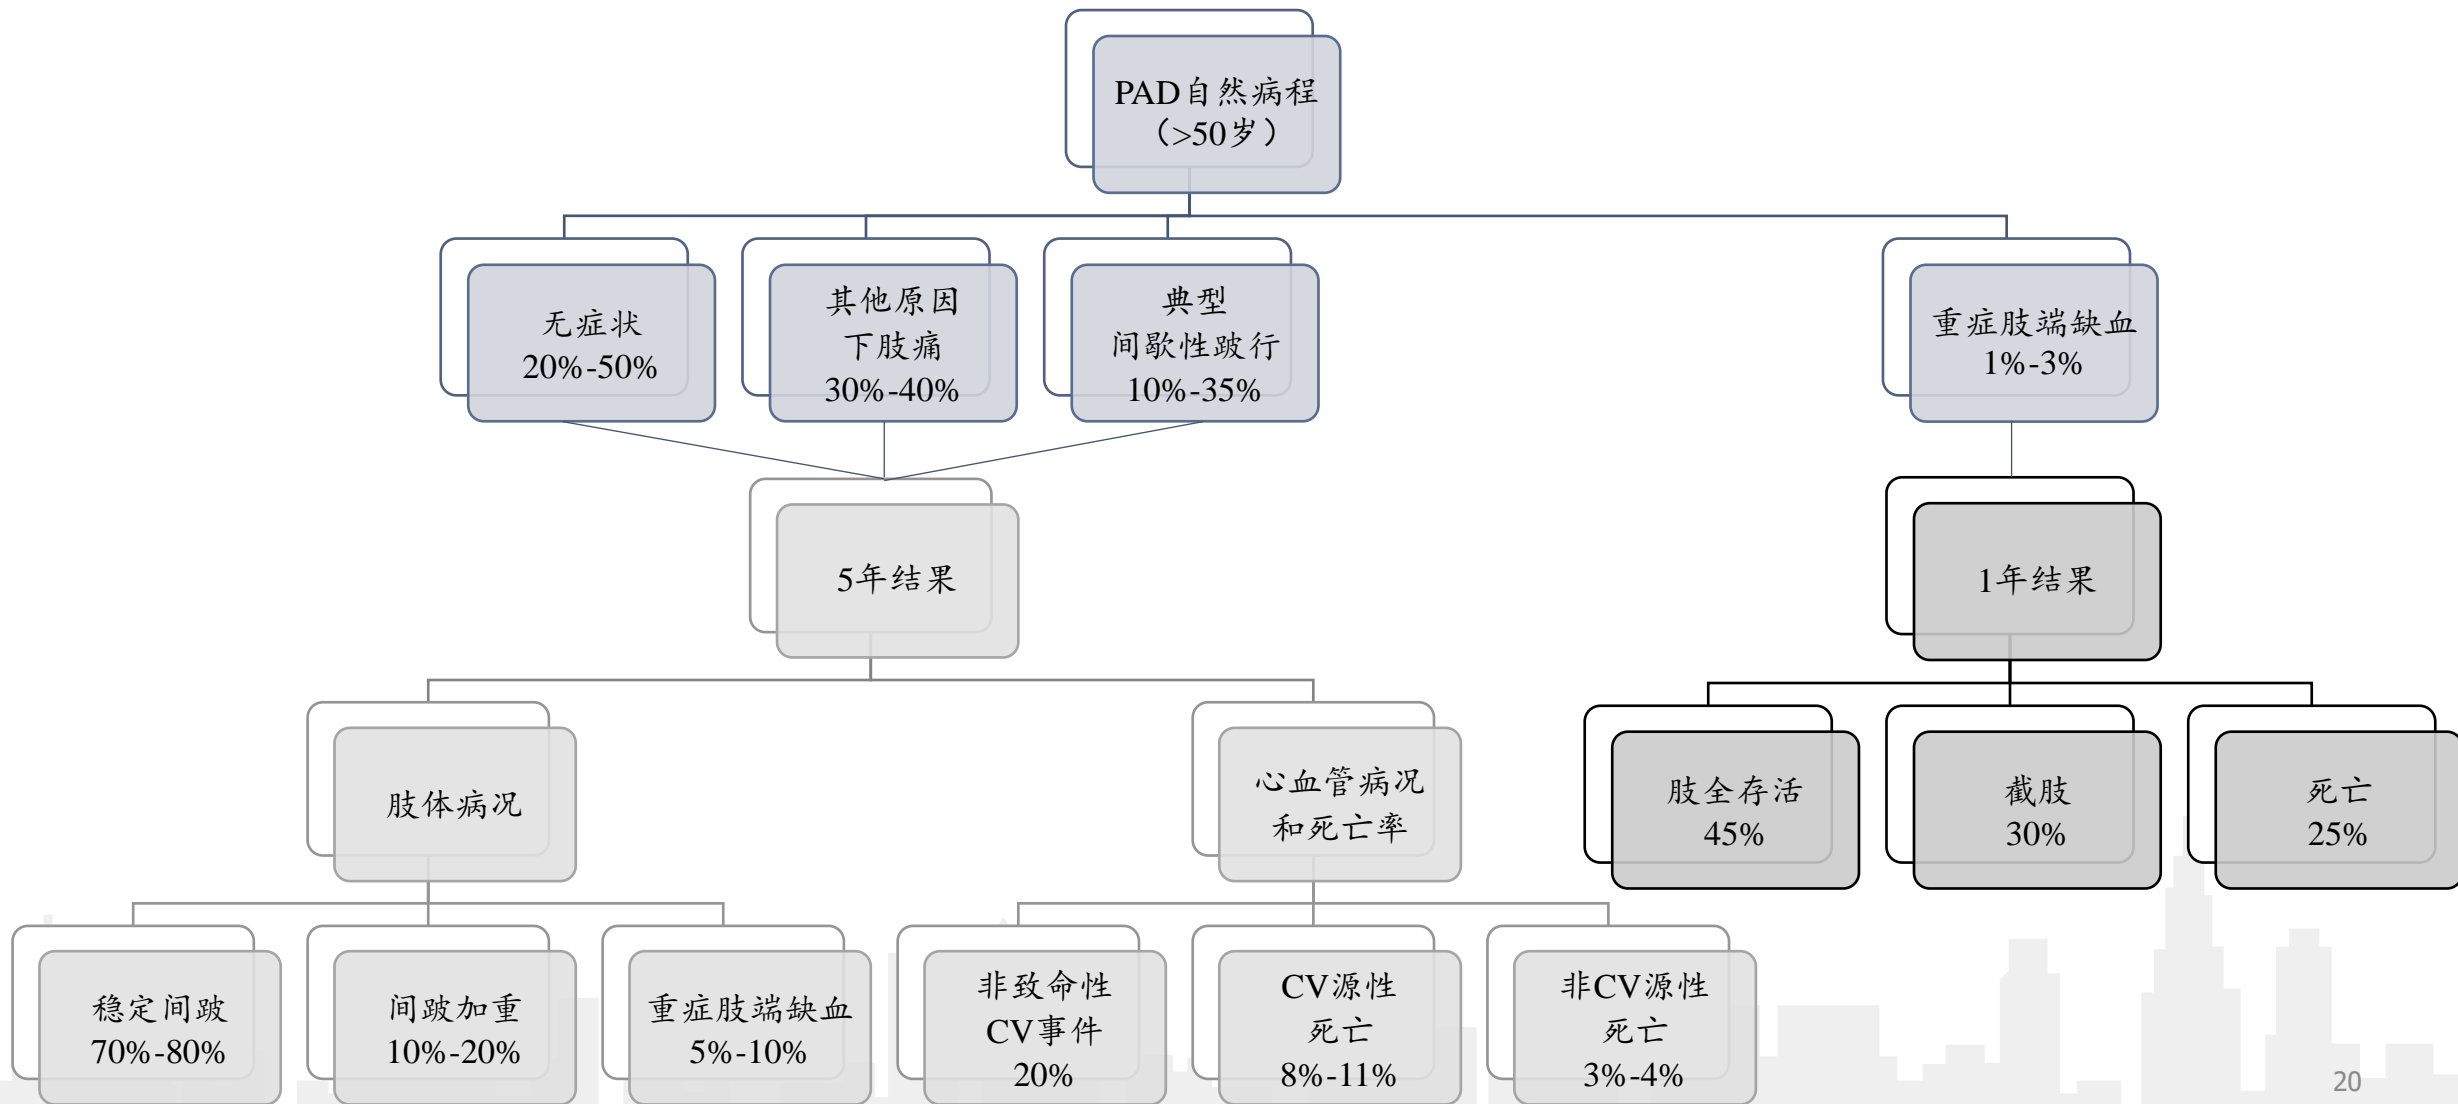 PAD自然病程
（>50岁）
无症状
20%-50%
其他原因
下肢痛
30%-40%
典型
间歇性跛行
10%-35%
重症肢端缺血
1%-3%
5年结果
1年结果
肢体病况
心血管病况
和死亡率
肢全存活
45%
截肢
30%
死亡
25%
稳定间跛
70%-80%
间跛加重
10%-20%
重症肢端缺血
5%-10%
非致命性
CV事件
20%
CV源性
死亡
8%-11%
非CV源性
死亡
3%-4%
20